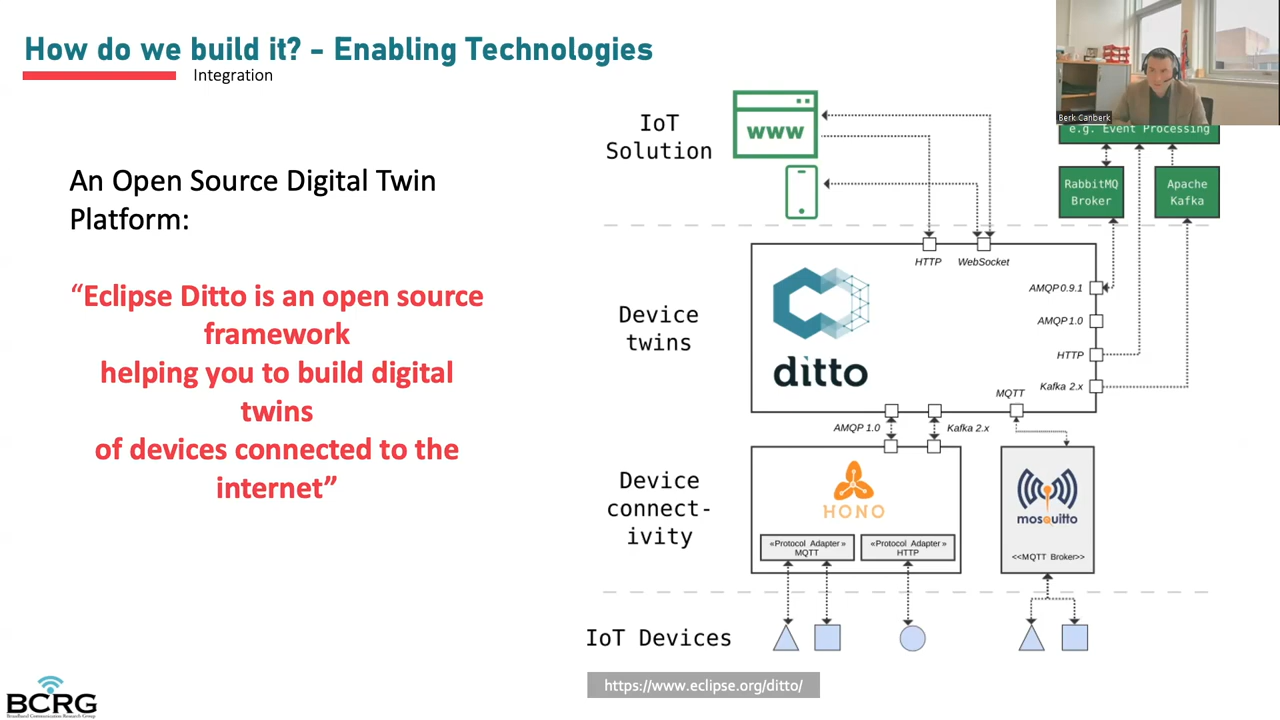 How do we build it? - Enabling Technologies
Integration
An Open Source Digital Twin
Platform:
“Eclipse Ditto is an open source
framework
helping you to build digital
twins
of devices connected to the
internet”
Berk Canberk
IoT
Solution
www
e.g. Event Processing
RabbitMQ
Broker
Apache
Kafka
HTTP
WebSocket
Device
twins
ditto
AMQP 0.9.1
AMQP 1.0
HTTP
Kafka 2.x
MQTT
AMQP 1.0
Kafka 2.x
Device
connect-
ivity
HONO
«Protocol Adapter»
MQTT
«Protocol Adapter»
HTTP
mosquitto
<<MQTT Broker>>
IoT Devices
https://www.eclipse.org/ditto/
BCRG
Broadband Communication Research Group